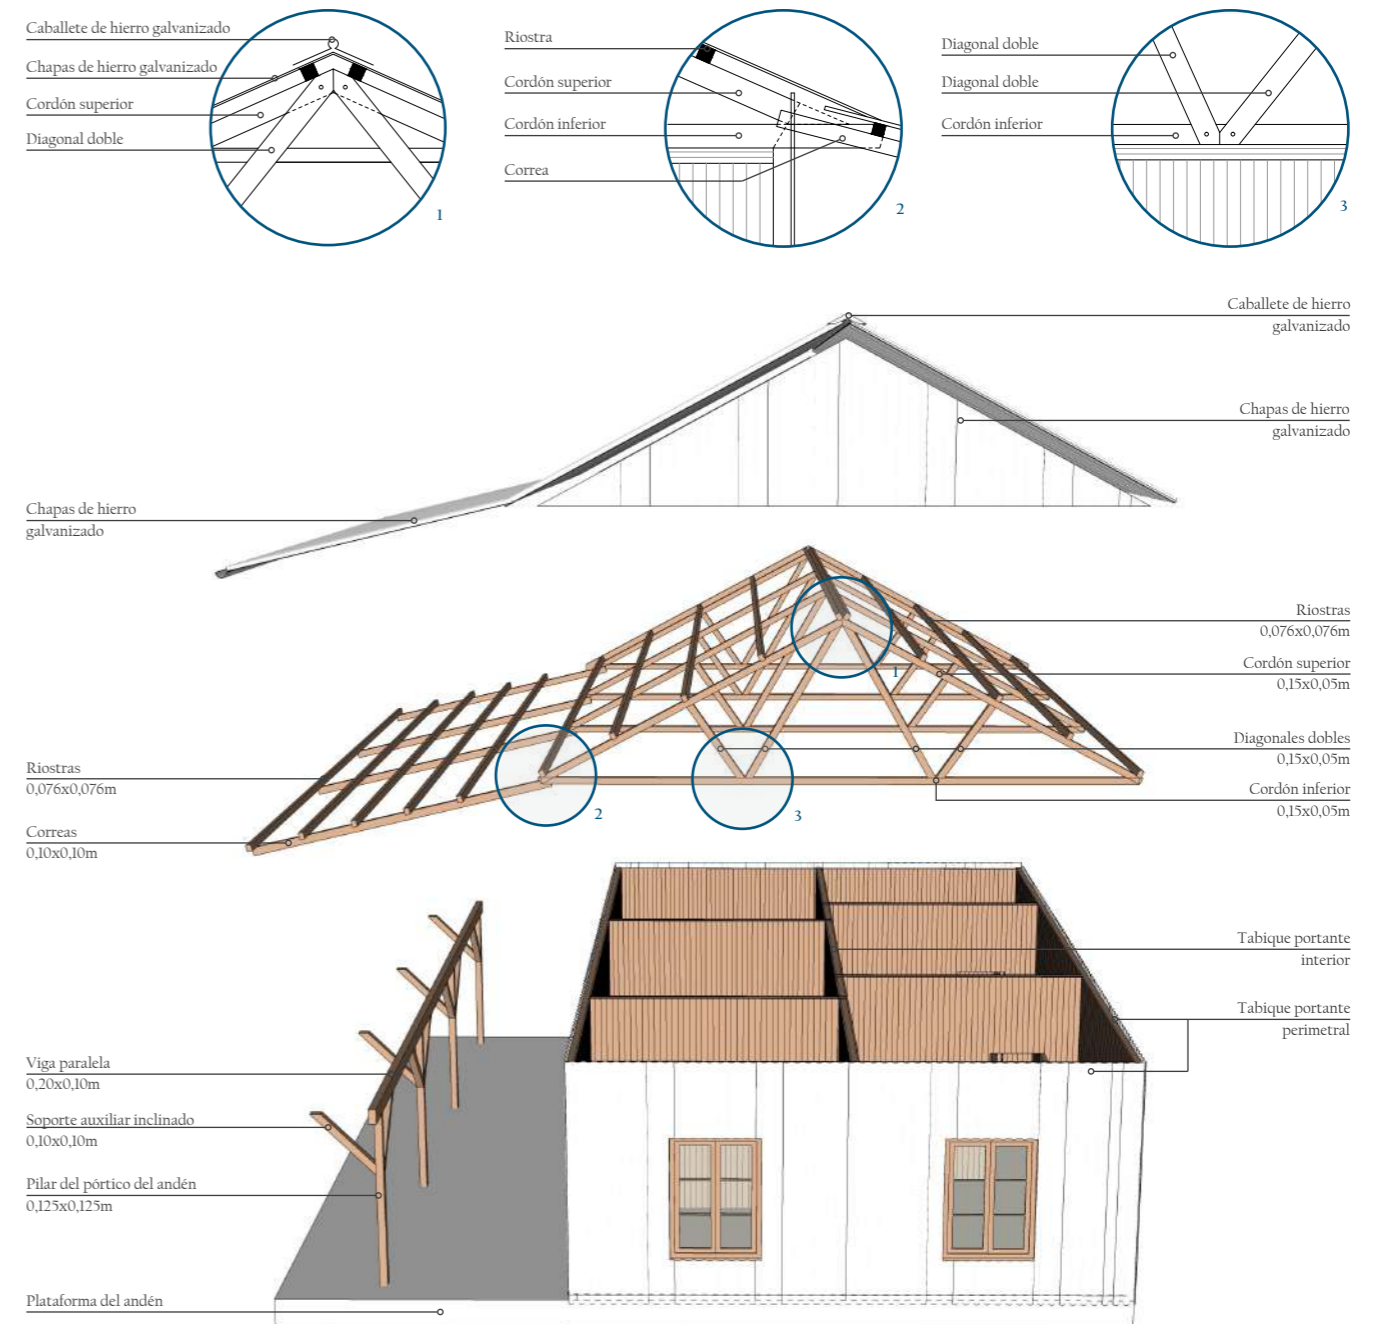 Caballete de hierro galvanizado
Chapas de hierro galvanizado
Cordón superior
Diagonal doble
1
Riostra
Cordón superior
Cordón inferior
Correa
2
Diagonal doble
Diagonal doble
Cordón inferior
3
Caballete de hierro
galvanizado
Chapas de hierro
galvanizado
Chapas de hierro
galvanizado
Riostras
0,076x0,076m
Cordón superior
0,15x0,05m
Diagonales dobles
0,15x0,05m
Cordón inferior
0,15x0,05m
1
2
3
Riostras
0,076x0,076m
Correas
0,10x0,10m
Tabique portante
interior
Tabique portante
perimetral
Viga paralela
0,20x0,10m
Soporte auxiliar inclinado
0,10x0,10m
Pilar del pórtico del andén
0,125x0,125m
Plataforma del andén